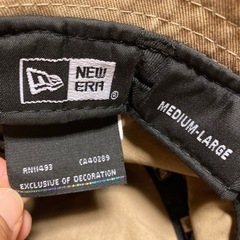 NEW ERA
®
MEDIUM-LARGE
RN11493 CA40289
EXCLUSIVE OF DECORATION